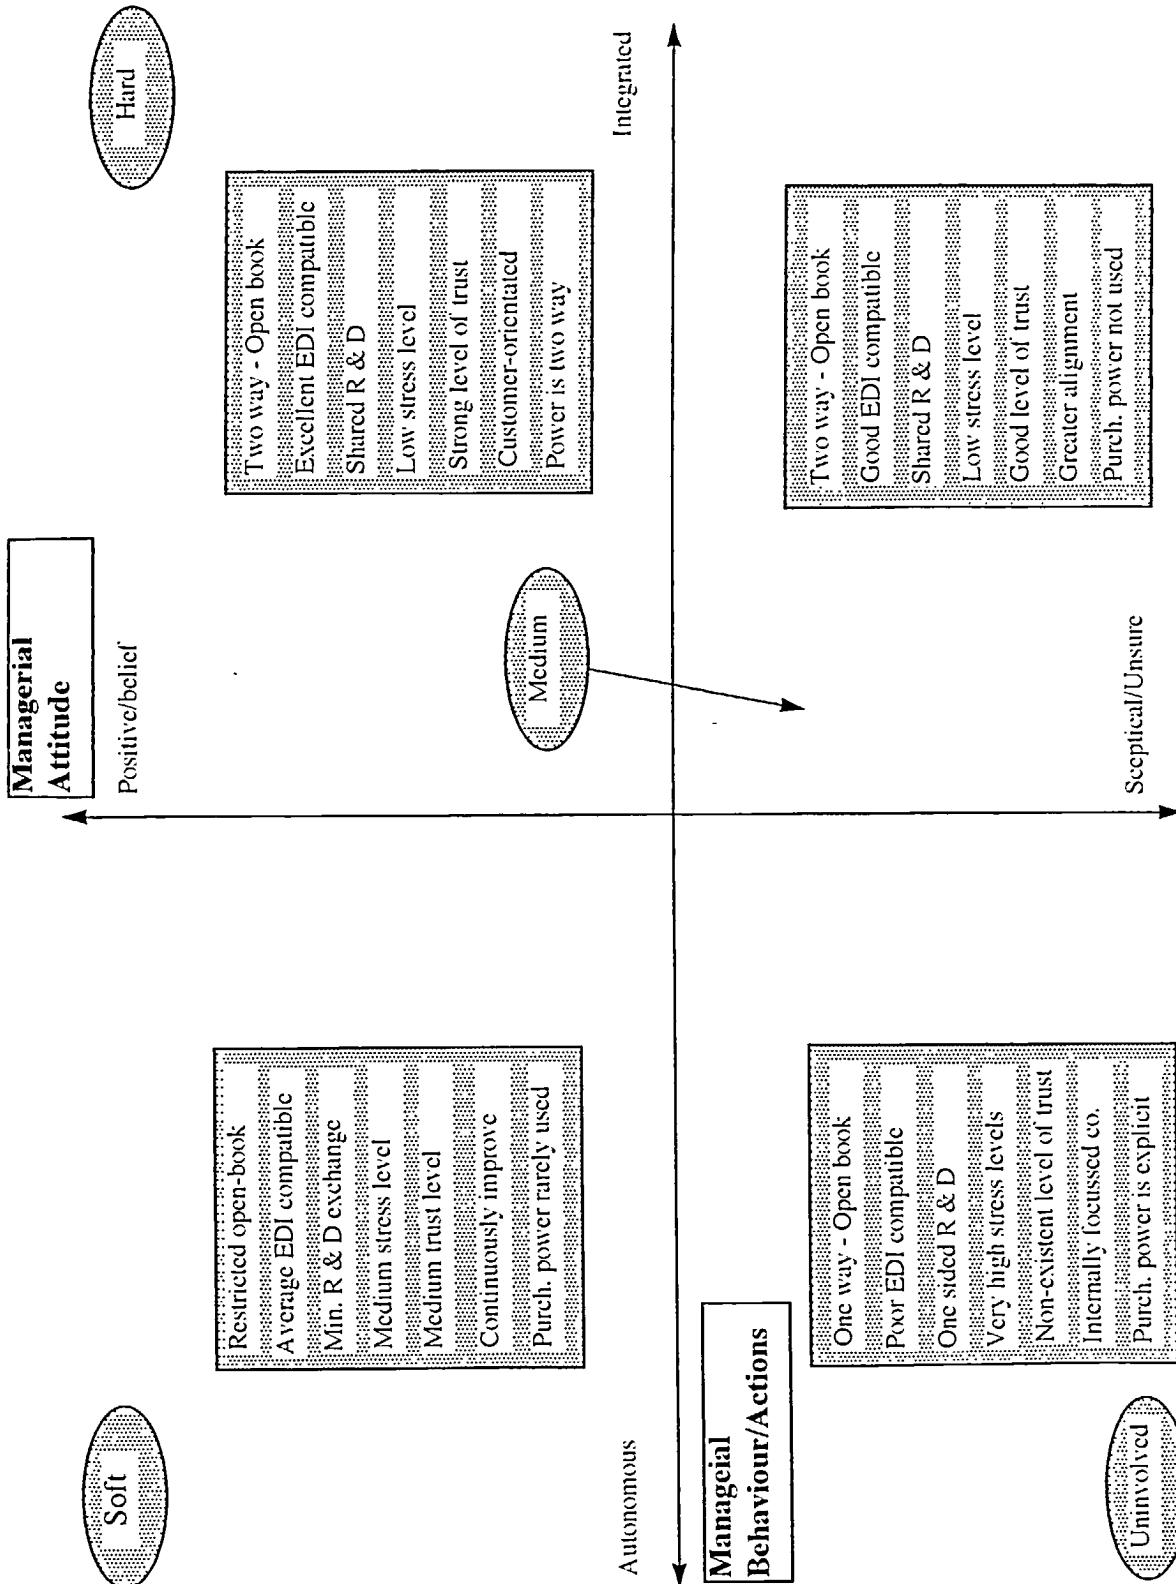 Managerial
Attitude
Positive/belief
Soft
Hard
Restricted open-book
Average EDI compatible
Min. R & D exchange
Medium stress level
Medium trust level
Continuously improve
Purch. power rarely used
Two way - Open book
Excellent EDI compatible
Shared R & D
Low stress level
Strong level of trust
Customer-orientated
Power is two way
Medium
Autonomous
Integrated
Manageial
Behaviour/Actions
One way - Open book
Poor EDI compatible
One sided R & D
Very high stress levels
Non-existent level of trust
Internally focussed co.
Purch. power is explicit
Two way - Open book
Good EDI compatible
Shared R & D
Low stress level
Good level of trust
Greater alignment
Purch. power not used
Uninvolved
Sceptical/Unsure